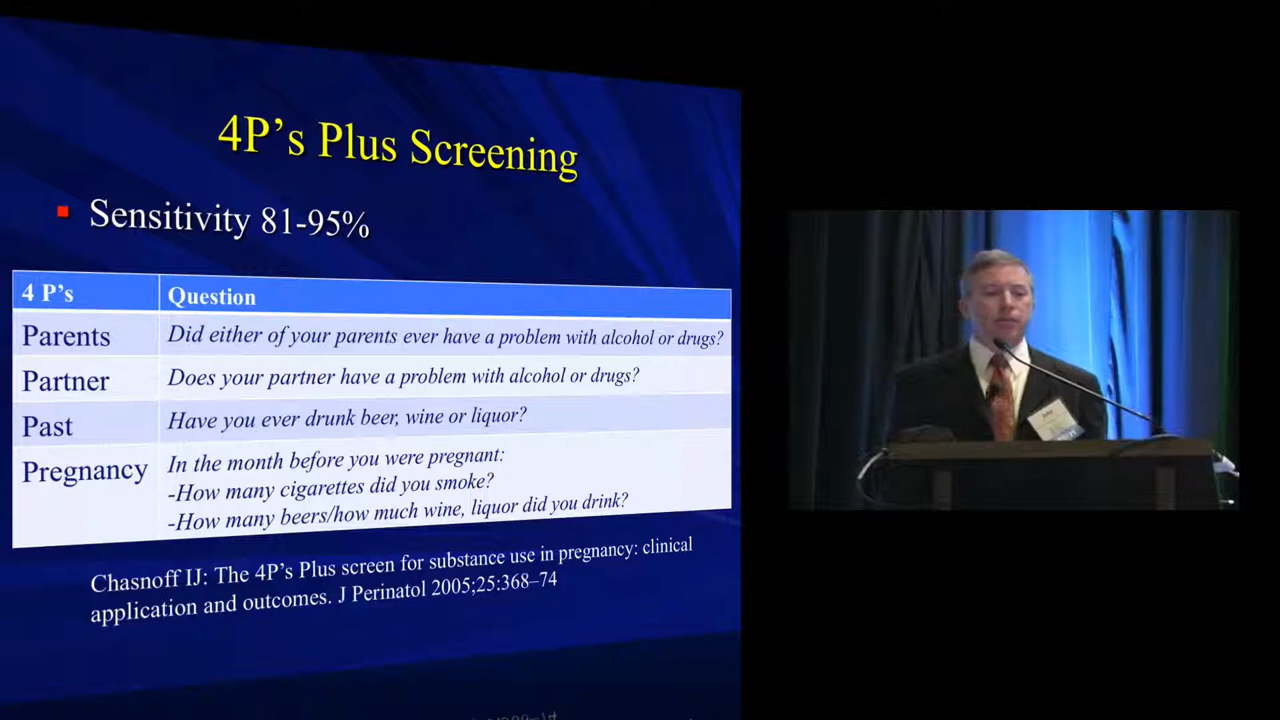 4P’s Plus Screening
Sensitivity 81-95%
4 P’s Question
Parents Did either of your parents ever have a problem with alcohol or drugs?
Partner Does your partner have a problem with alcohol or drugs?
Past Have you ever drunk beer, wine or liquor?
Pregnancy In the month before you were pregnant:
-How many cigarettes did you smoke?
-How many beers/how much wine, liquor did you drink?
Chasnoff IJ: The 4P’s Plus screen for substance use in pregnancy: clinical
application and outcomes. J Perinatol 2005;25:368–74